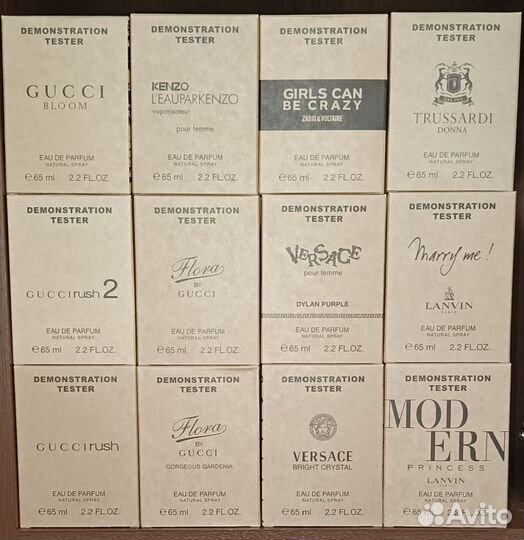 DEMONSTRATION
TESTER
GUCCI
BLOOM
EAU DE PARFUM
NATURAL SPRAY
℮65 ml 2.2 FL.OZ.
DEMONSTRATION
TESTER
KENZO
L'EAUPARKENZO
vaporisateur
pour femme
EAU DE PARFUM
NATURAL SPRAY
℮65 ml 2.2 FL.OZ.
DEMONSTRATION
TESTER
GIRLS CAN
BE CRAZY
ZADIG & VOLTAIRE
EAU DE PARFUM
NATURAL SPRAY
℮65 ml 2.2 FL.OZ.
DEMONSTRATION
TESTER
TRUSSARDI
DONNA
EAU DE PARFUM
NATURAL SPRAY
℮65 ml 2.2 FL.OZ.
DEMONSTRATION
TESTER
GUCCI rush 2
EAU DE PARFUM
NATURAL SPRAY
℮65 ml 2.2 FL.OZ.
DEMONSTRATION
TESTER
Flora
BY
GUCCI
EAU DE PARFUM
NATURAL SPRAY
℮65 ml 2.2 FL.OZ.
DEMONSTRATION
TESTER
VERSACE
pour femme
DYLAN PURPLE
EAU DE PARFUM
NATURAL SPRAY
℮65 ml 2.2 FL.OZ.
DEMONSTRATION
TESTER
Marry me!
LANVIN
PARIS
EAU DE PARFUM
NATURAL SPRAY
℮65 ml 2.2 FL.OZ.
DEMONSTRATION
TESTER
GUCCI rush
EAU DE PARFUM
NATURAL SPRAY
℮65 ml 2.2 FL.OZ.
DEMONSTRATION
TESTER
Flora
BY
GUCCI
GORGEOUS GARDENIA
EAU DE PARFUM
NATURAL SPRAY
℮65 ml 2.2 FL.OZ.
DEMONSTRATION
TESTER
VERSACE
BRIGHT CRYSTAL
EAU DE PARFUM
NATURAL SPRAY
℮65 ml 2.2 FL.OZ.
DEMONSTRATION
TESTER
MOD
ERN
PRINCESS
LANVIN
PARIS
EAU DE PARFUM
Avito